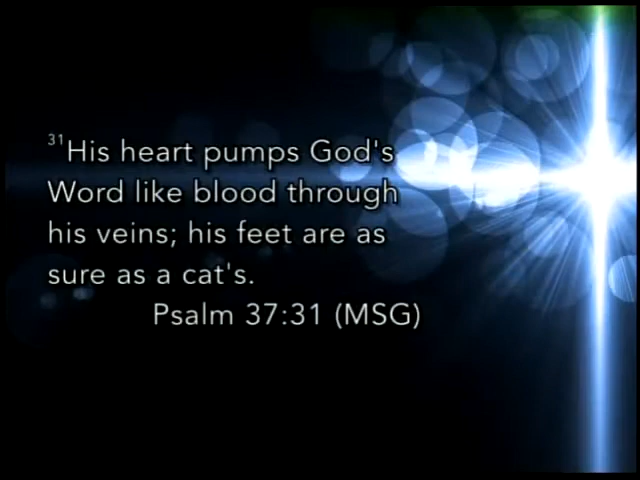 31His heart pumps God's
Word like blood through
his veins; his feet are as
sure as a cat's.
Psalm 37:31 (MSG)